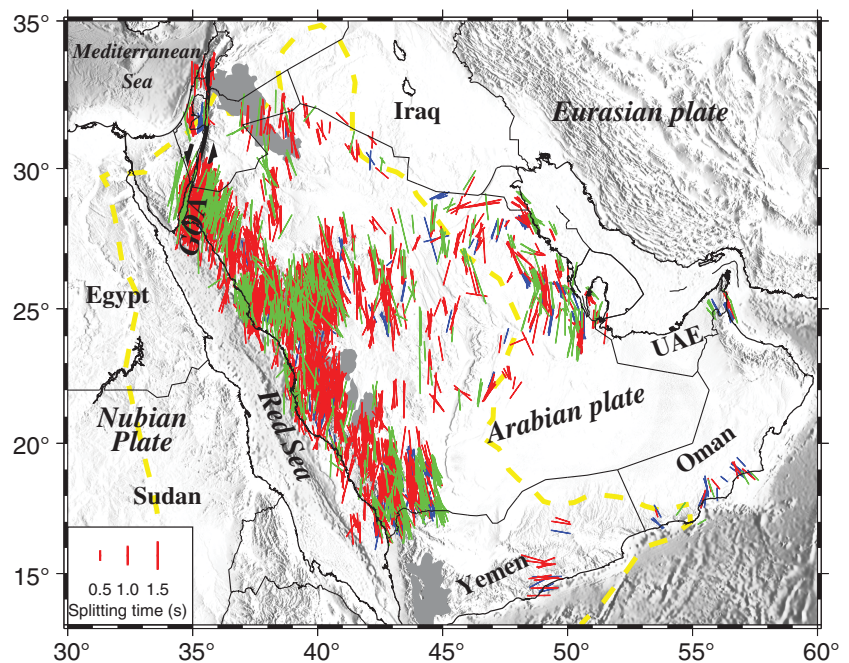 35°
30°
25°
20°
15°
30°
35°
40°
45°
50°
55°
60°
Mediterranean
Sea
Iraq
Eurasian plate
GOA
Egypt
UAE
Nubian
Plate
Red Sea
Arabian plate
Oman
Sudan
Yemen
0.5 1.0 1.5
Splitting time (s)